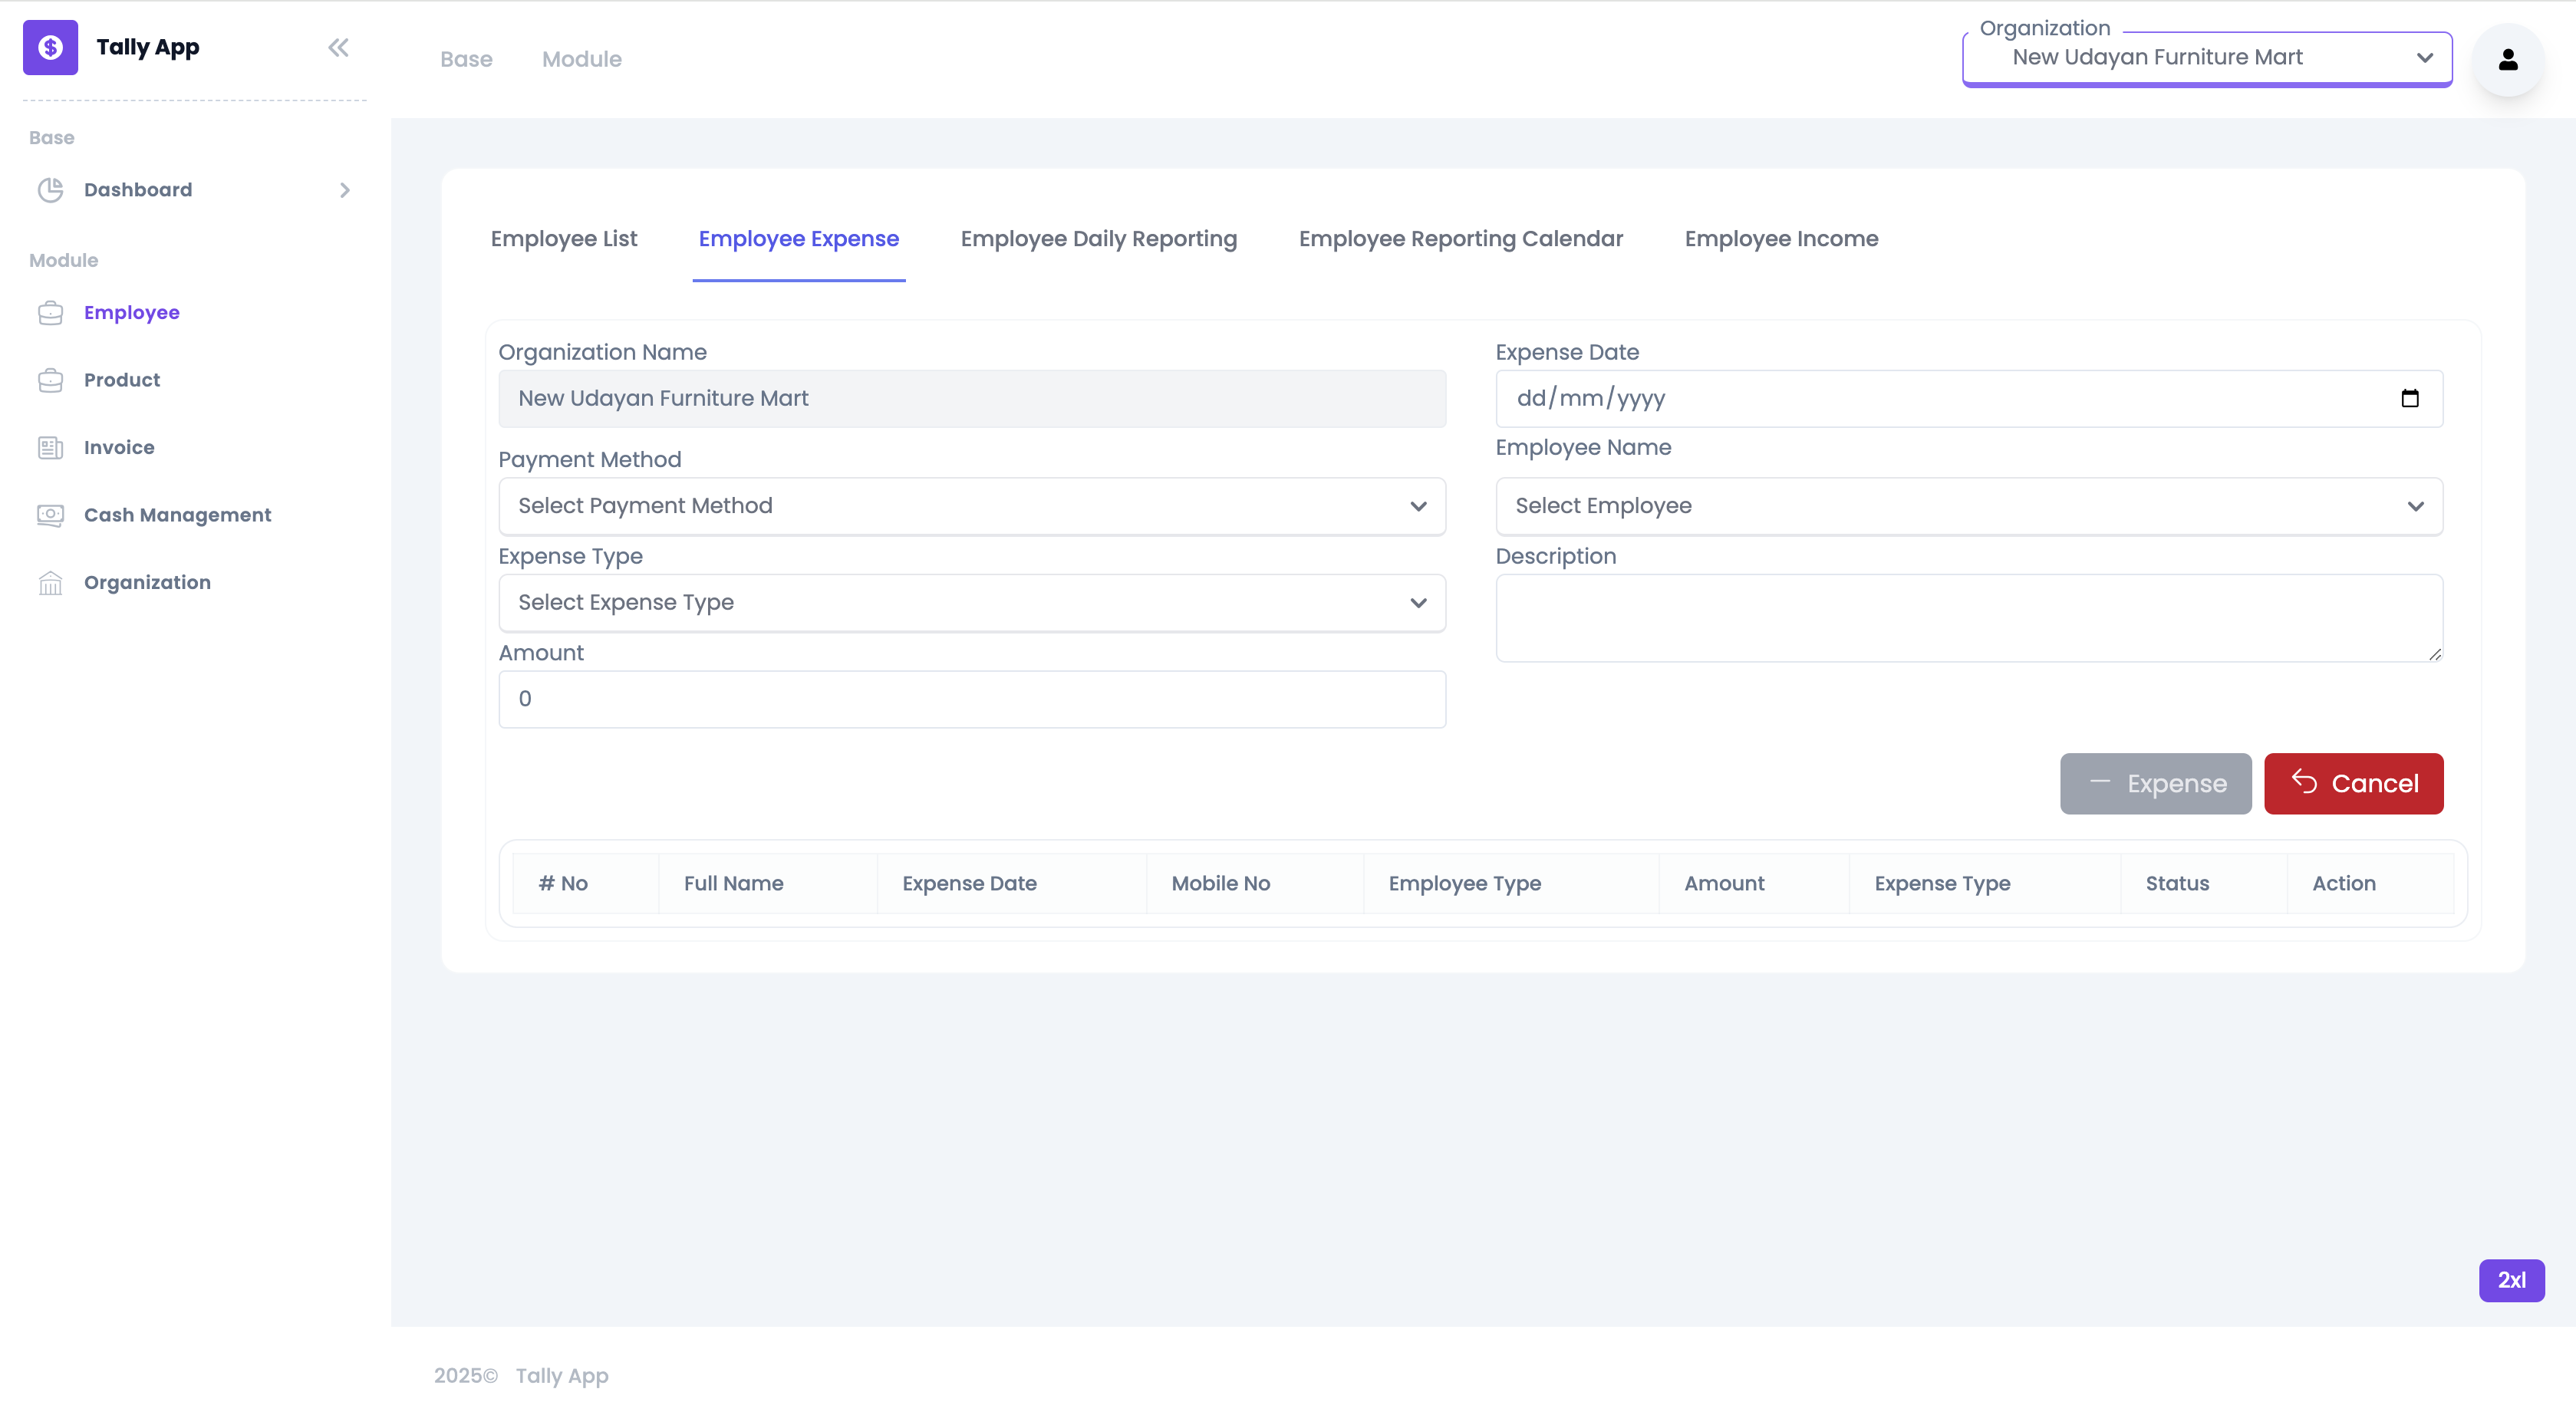 Tally App
Base
Dashboard
Module
Employee
Product
Invoice
Cash Management
Organization
Base Module
Organization
New Udayan Furniture Mart
Employee List Employee Expense Employee Daily Reporting Employee Reporting Calendar Employee Income
Organization Name
New Udayan Furniture Mart
Expense Date
dd/mm/yyyy
Payment Method
Select Payment Method
Employee Name
Select Employee
Expense Type
Select Expense Type
Description
Amount
0
Expense Cancel
# No Full Name Expense Date Mobile No Employee Type Amount Expense Type Status Action
2xl
2025© Tally App